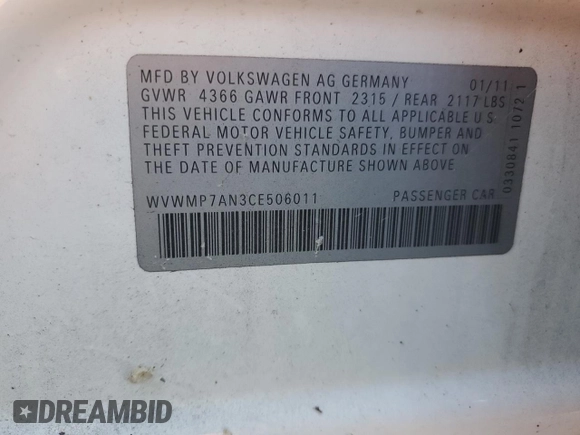 MFD BY VOLKSWAGEN AG GERMANY 01/11
GVWR 4366 GAWR FRONT 2315 / REAR 2117 LBS
THIS VEHICLE CONFORMS TO ALL APPLICABLE U.S.
FEDERAL MOTOR VEHICLE SAFETY, BUMPER AND
THEFT PREVENTION STANDARDS IN EFFECT ON
THE DATE OF MANUFACTURE SHOWN ABOVE
WVWMP7AN3CE506011 PASSENGER CAR
0330841 1072 1
DREAMBID